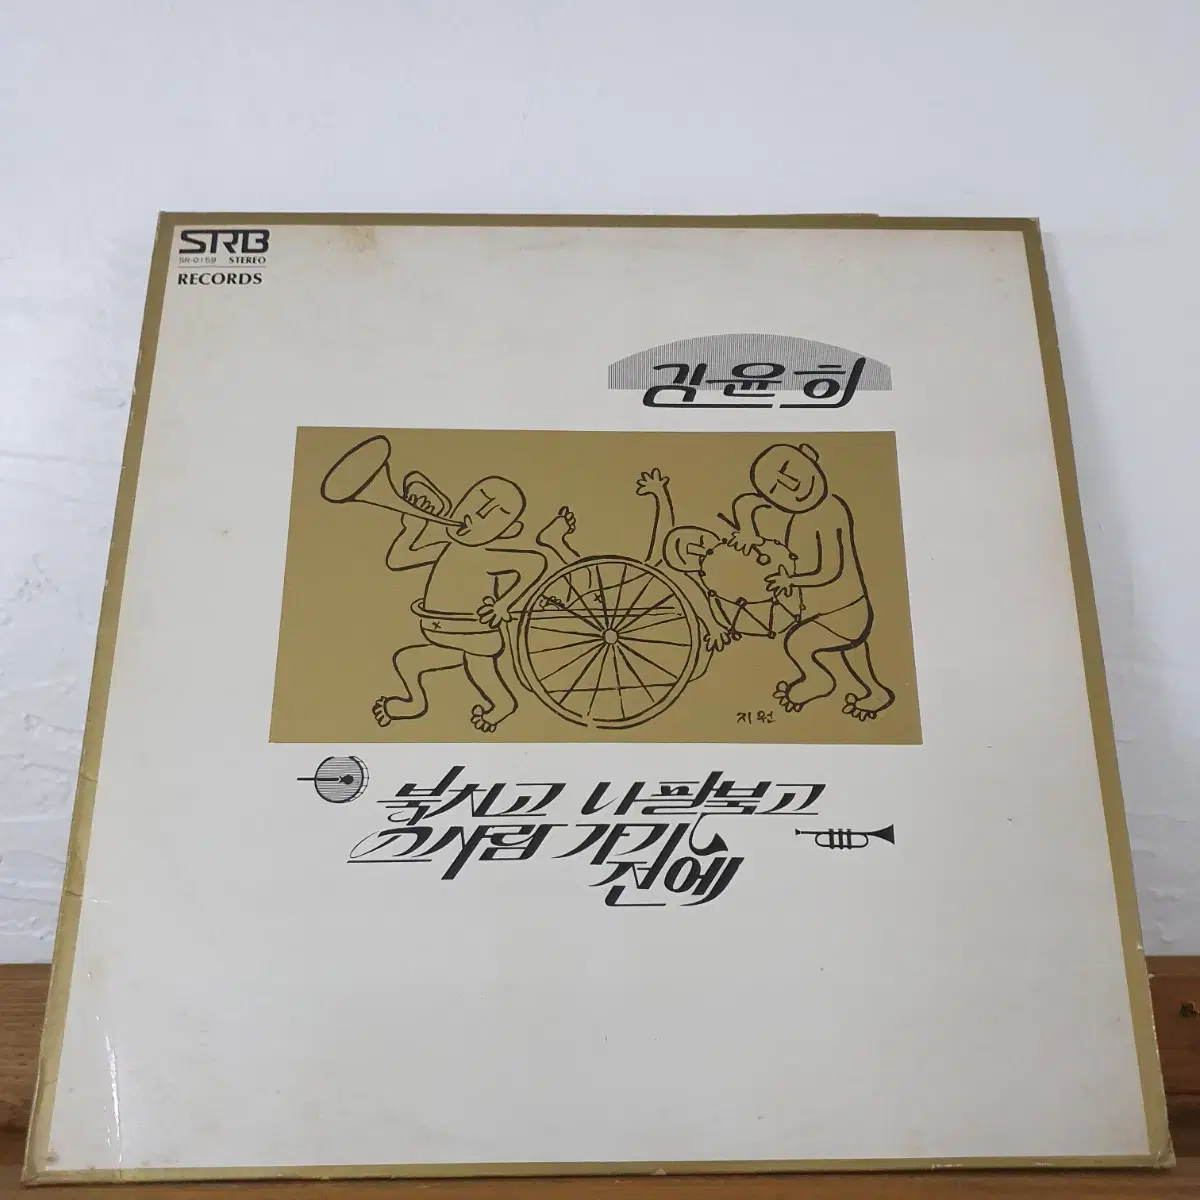 SRB
SR-0159 STEREO
RECORDS
김윤희
지원
북치고 나팔불고
그사람 가기
전에